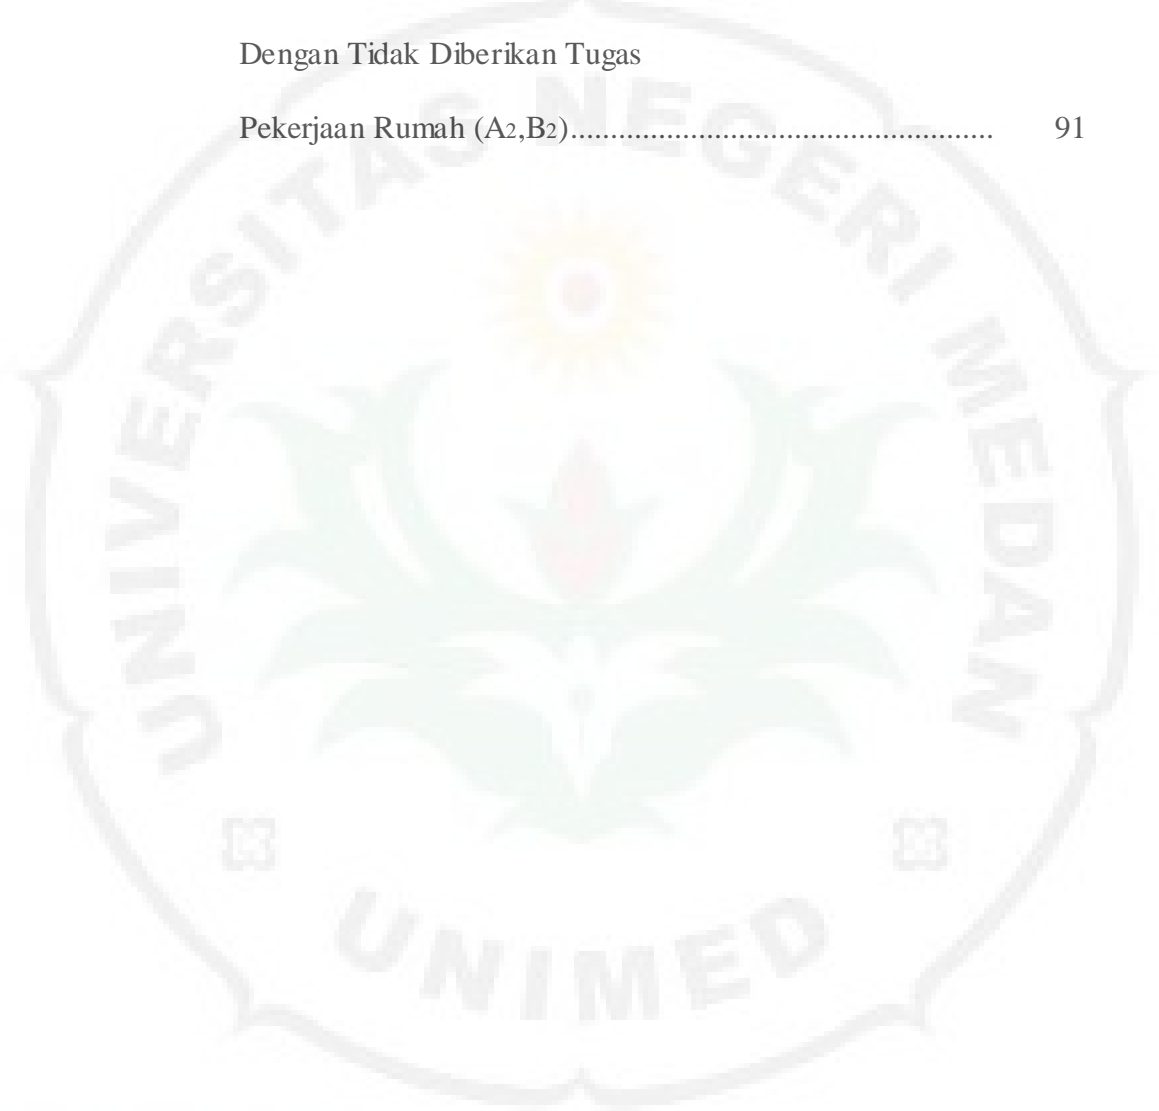 Dengan Tidak Diberikan Tugas
Pekerjaan Rumah (A2,B2)..................................................... 91
UNIVERSITAS NEGERI MEDAN
UNIMED